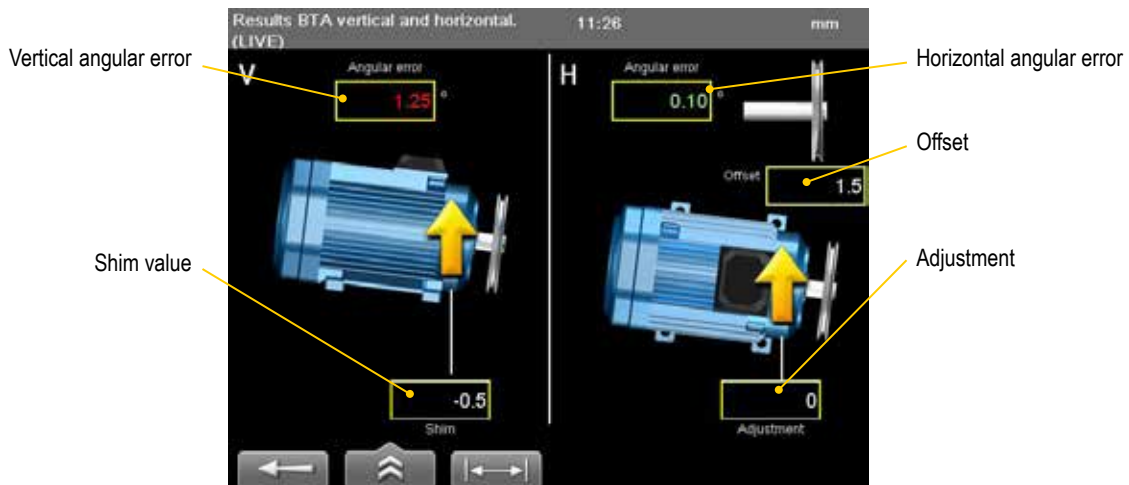 Results BTA vertical and horizontal. 11:26 mm
(LIVE)
Vertical angular error
V
Angular error
1.25 °
H
Angular error
0.10 °
Horizontal angular error
Offset
Offset
1.5
Shim value
Adjustment
-0.5
Shim
0
Adjustment